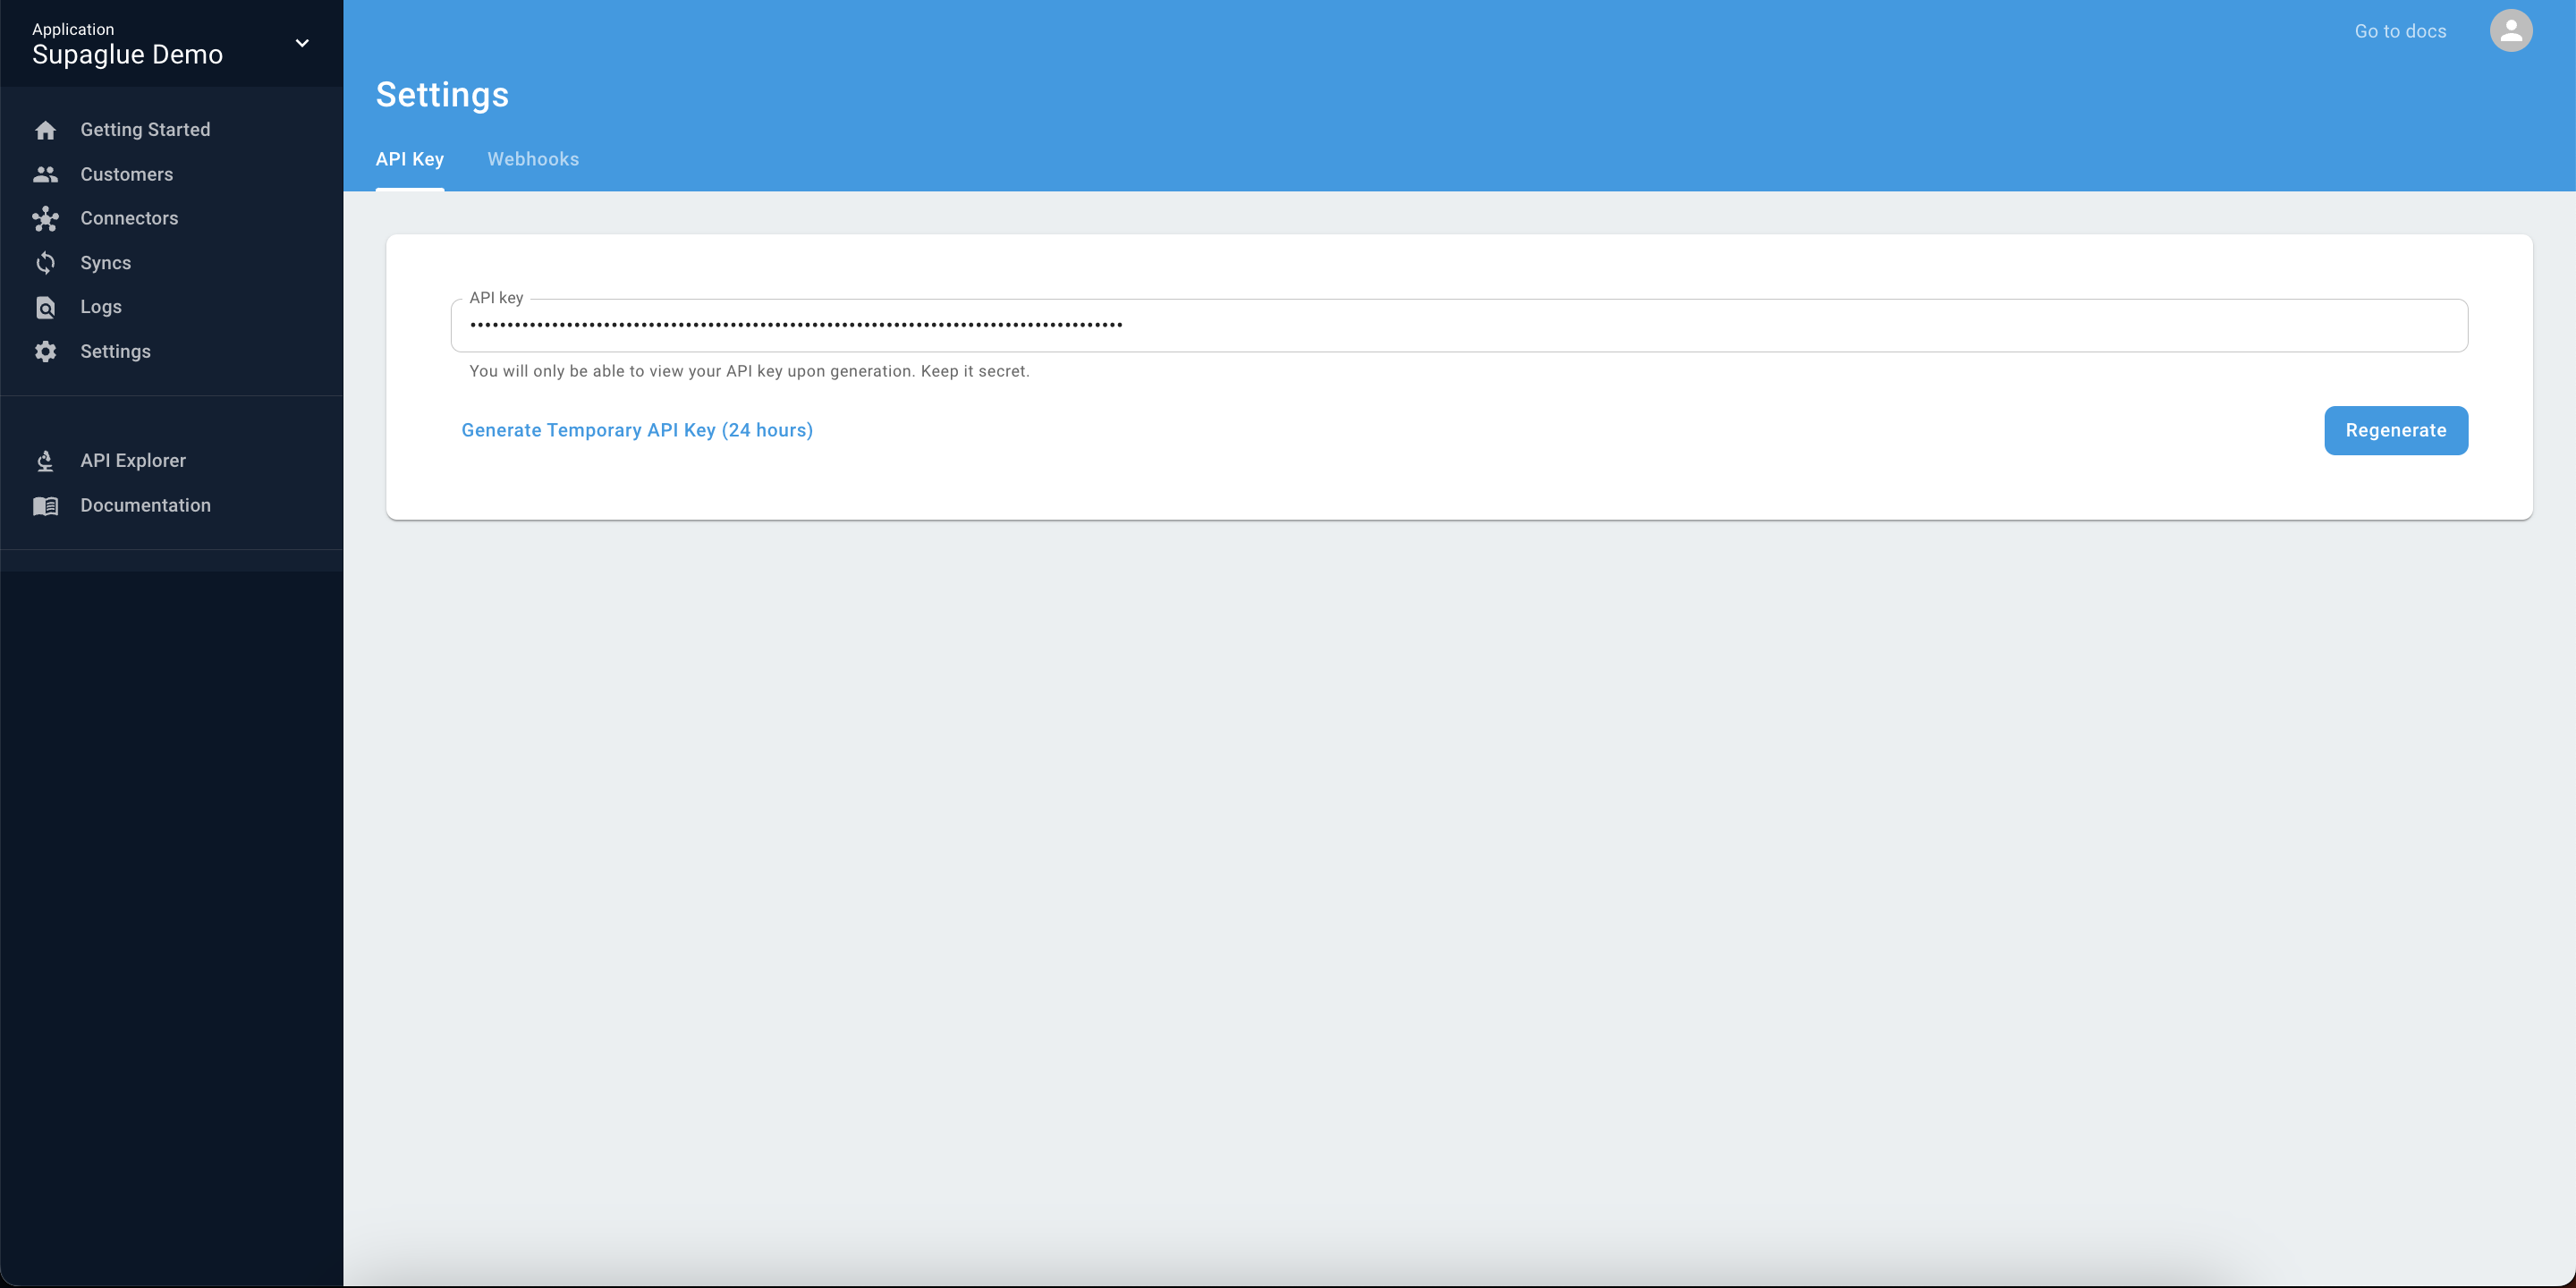 Application
Supaglue Demo
Getting Started
Customers
Connectors
Syncs
Logs
Settings
API Explorer
Documentation
Go to docs
Settings
API Key
Webhooks
API key
••••••••••••••••••••••••••••••••••••••••••••••••••••••••••••••••••••••••••••••••••••••••
You will only be able to view your API key upon generation. Keep it secret.
Generate Temporary API Key (24 hours)
Regenerate